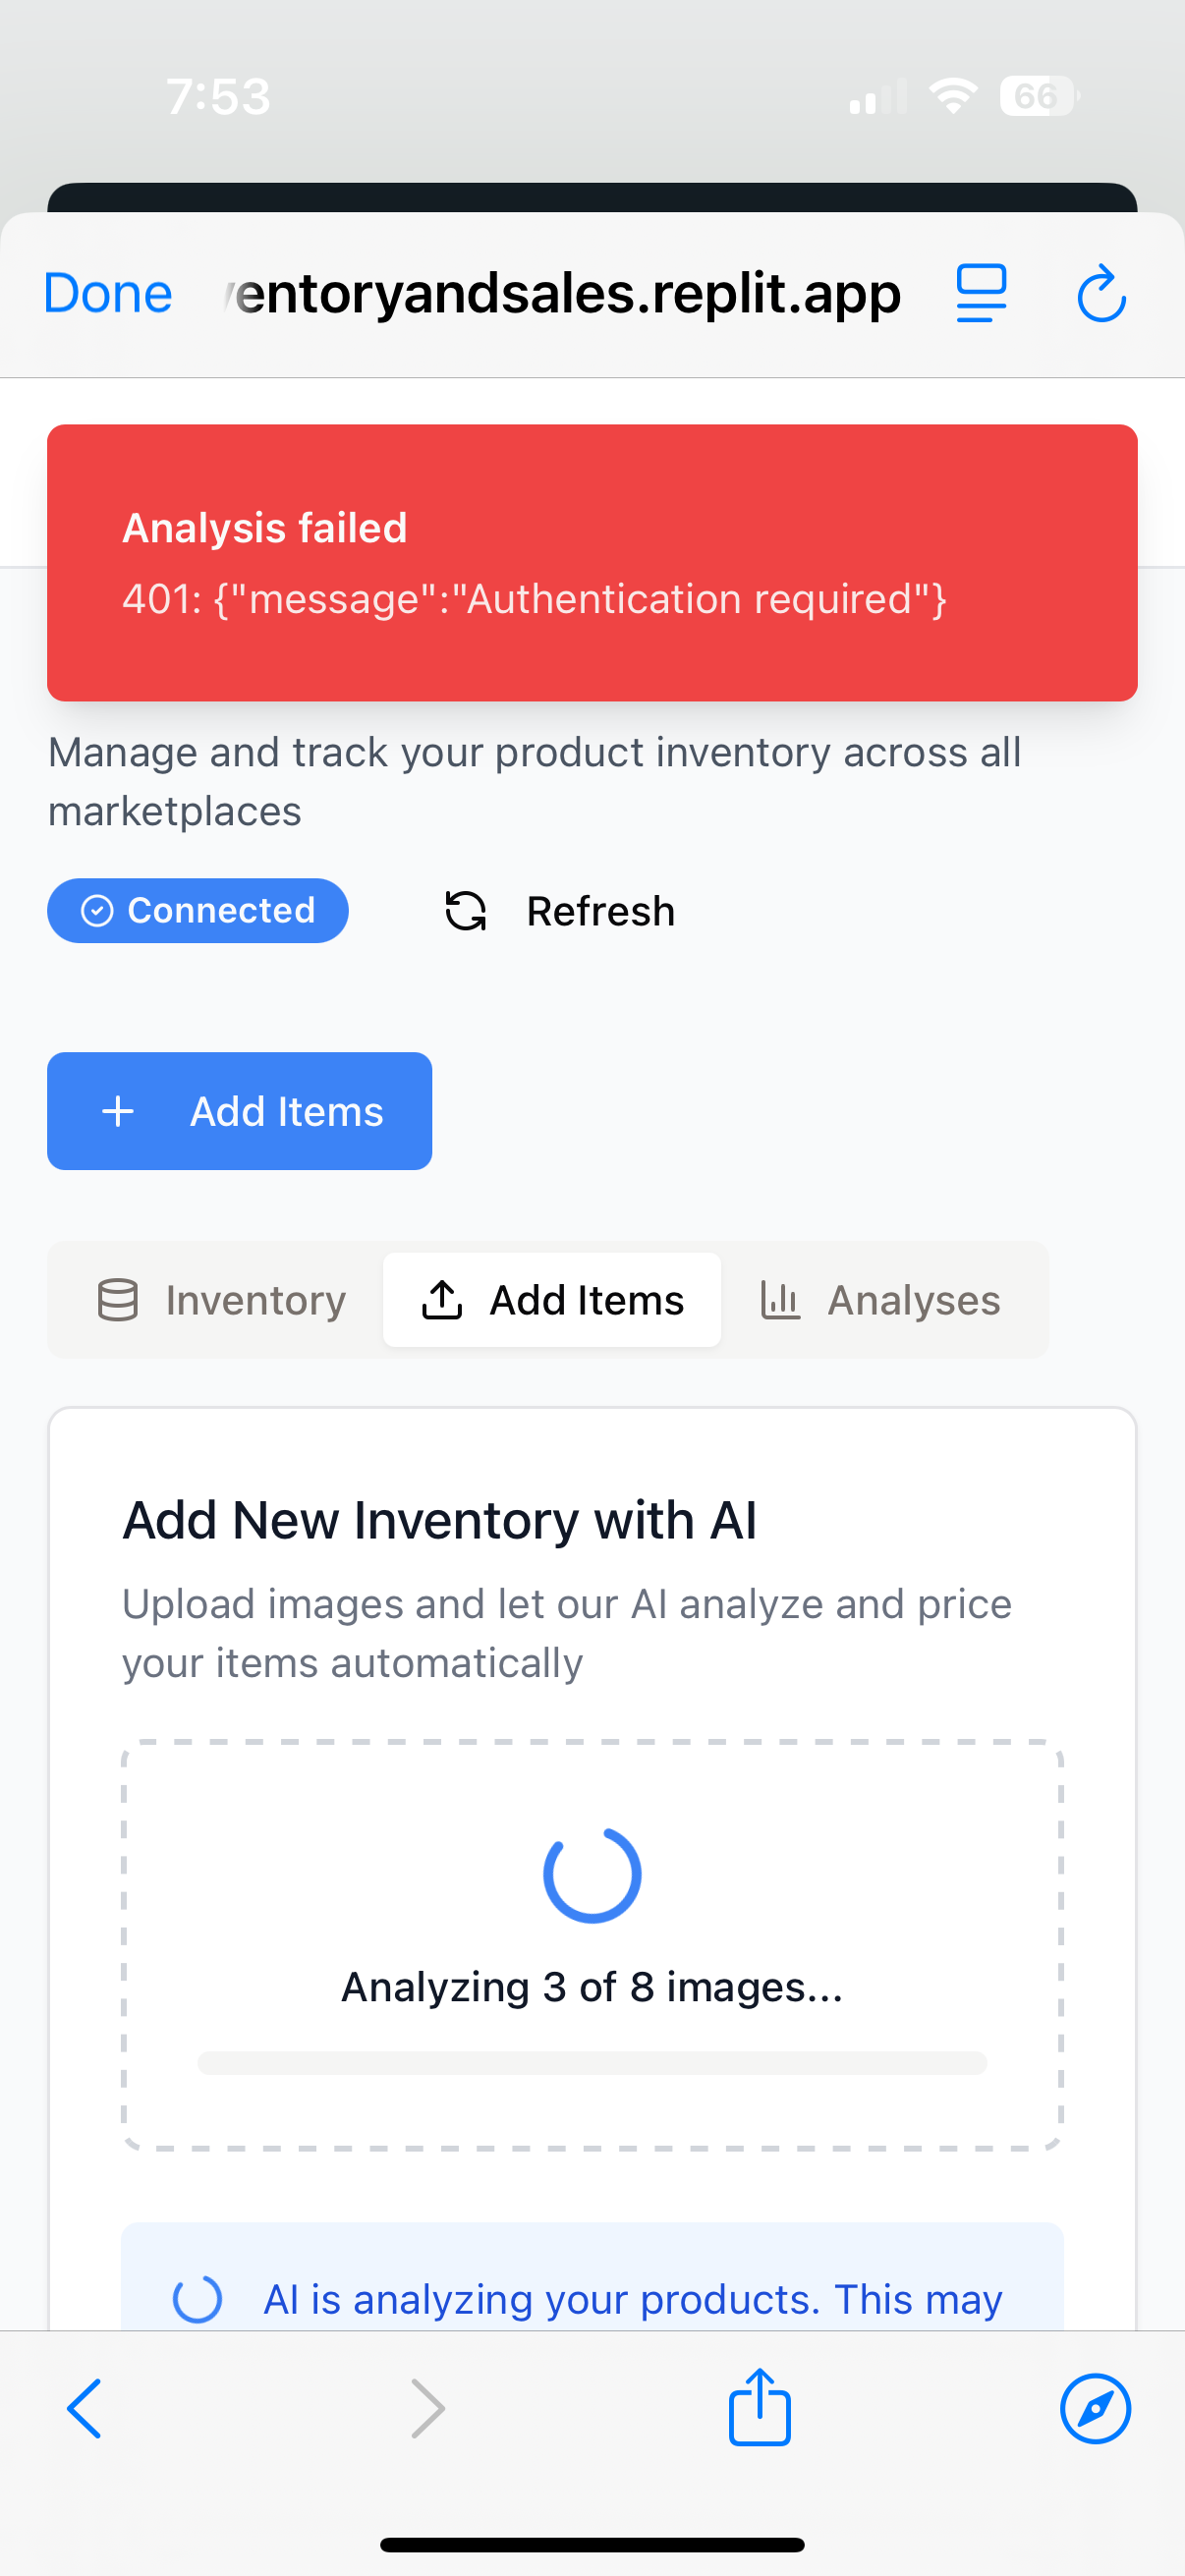 7:53
66
Done
entoryandsales.replit.app
Analysis failed
401: {"message":"Authentication required"}
Manage and track your product inventory across all
marketplaces
Connected
Refresh
+ Add Items
Inventory
Add Items
Analyses
Add New Inventory with AI
Upload images and let our AI analyze and price
your items automatically
Analyzing 3 of 8 images...
AI is analyzing your products. This may